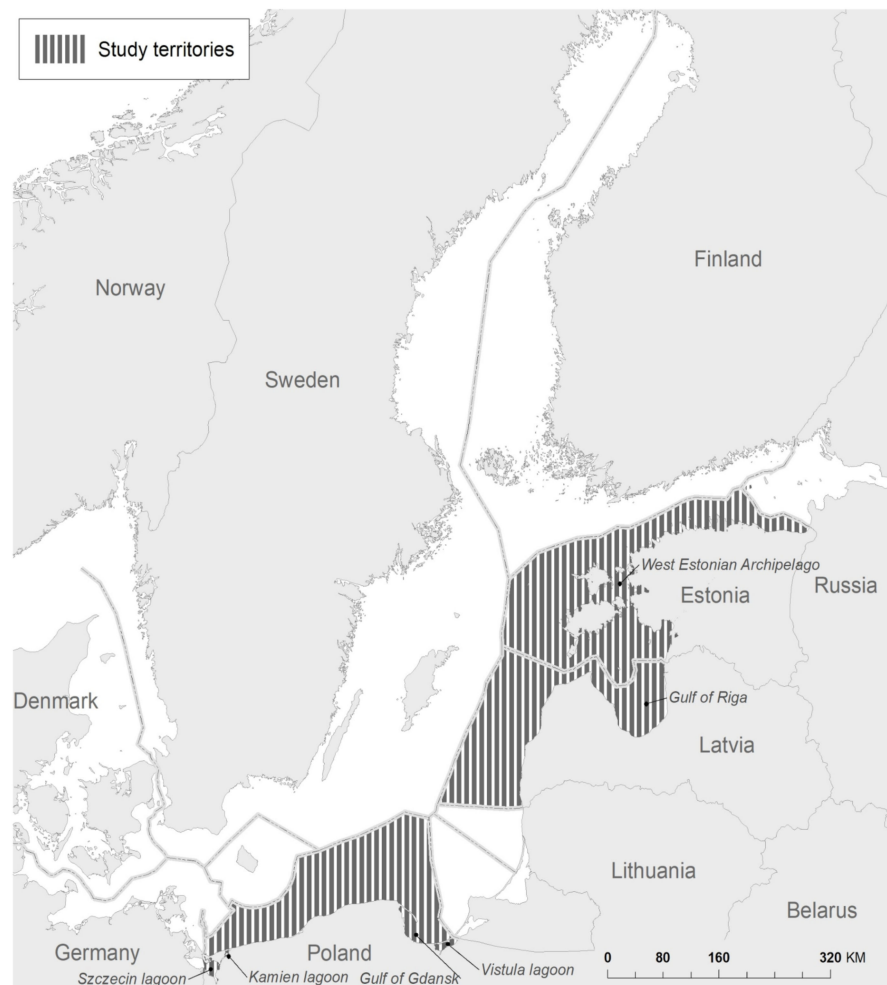 Study territories
Finland
Norway
Sweden
West Estonian Archipelago
Russia
Estonia
Gulf of Riga
Denmark
Latvia
Lithuania
Belarus
Germany
Poland
Vistula lagoon
Szczecin lagoon
Kamien lagoon
Gulf of Gdansk
0 80 160 320 KM